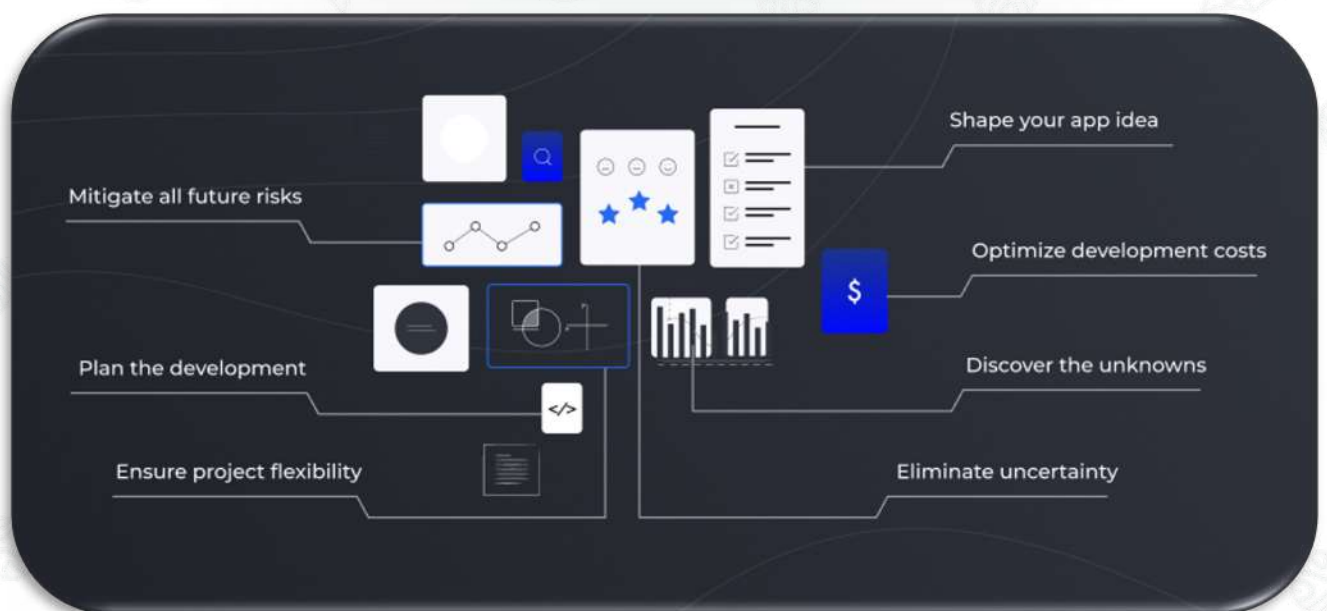 Shape your app idea
Mitigate all future risks
Optimize development costs
$
Plan the development
Discover the unknowns
</>
Ensure project flexibility
Eliminate uncertainty